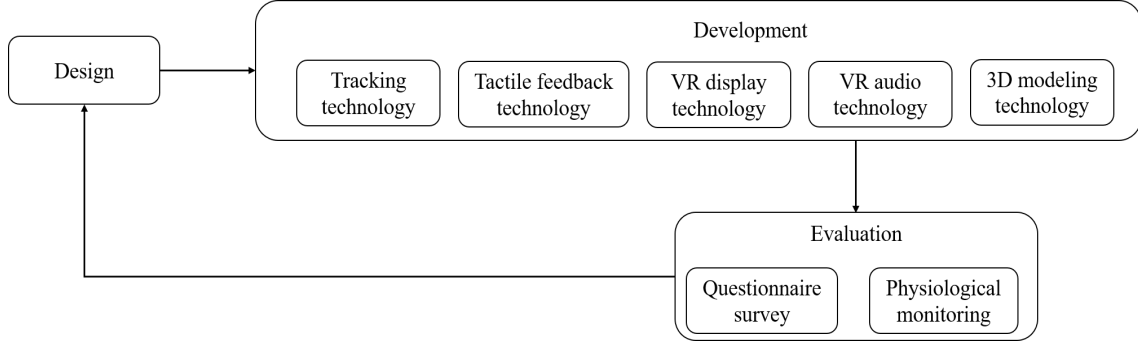 Design
Development
Tracking
technology
Tactile feedback
technology
VR display
technology
VR audio
technology
3D modeling
technology
Evaluation
Questionnaire
survey
Physiological
monitoring